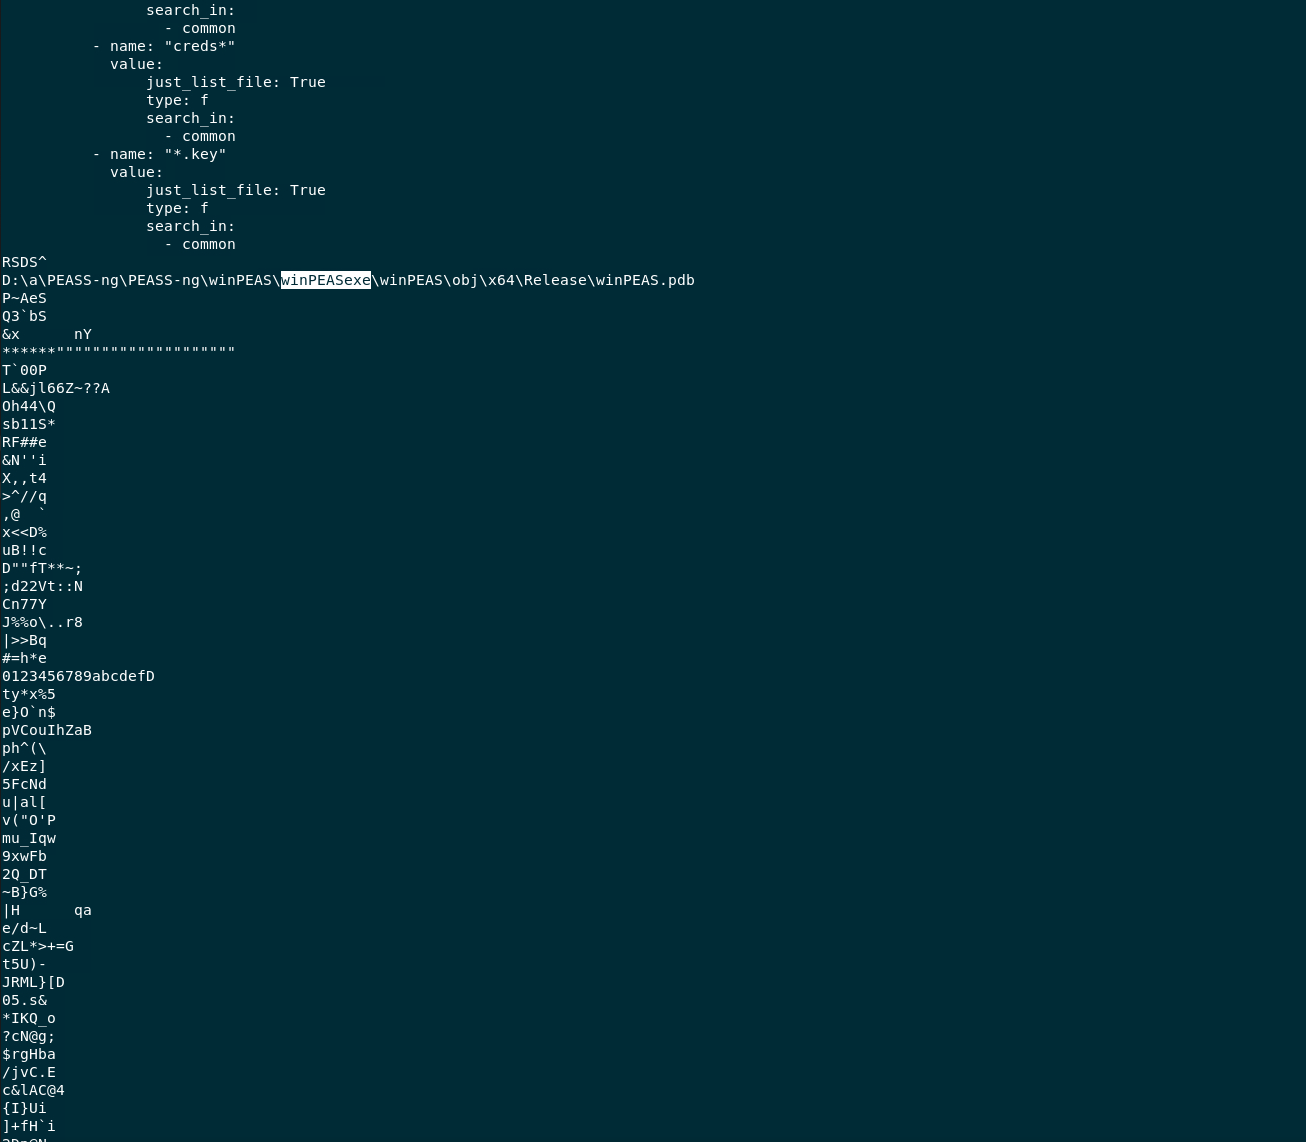 search_in:
- common
- name: "creds*"
value:
just_list_file: True
type: f
search_in:
- common
- name: "*.key"
value:
just_list_file: True
type: f
search_in:
- common
RSDS^
D:\a\PEASS-ng\PEASS-ng\winPEAS\winPEASexe\winPEAS\obj\x64\Release\winPEAS.pdb
P~AeS
Q3`bS
&x      nY
******""""""""""""""""""""
T`00P
L&&jl66Z~??A
Oh44\Q
sb11S*
RF##e
&N''i
X,,t4
>^//q
,@  `
x<<D%
uB!!c
D""fT**~;
;d22Vt::N
Cn77Y
J%%o\..r8
|>>Bq
#=h*e
0123456789abcdefD
ty*x%5
e}O`n$
pVCouIhZaB
ph^(\
/xEz]
5FcNd
u|al[
v("O'P
mu_Iqw
9xwFb
2Q_DT
~B}G%
|H      qa
e/d~L
cZL*>+=G
t5U)-
JRML}[D
05.s&
*IKQ_o
?cN@g;
$rgHba
/jvC.E
c&lAC@4
{I}Ui
]+fH`i